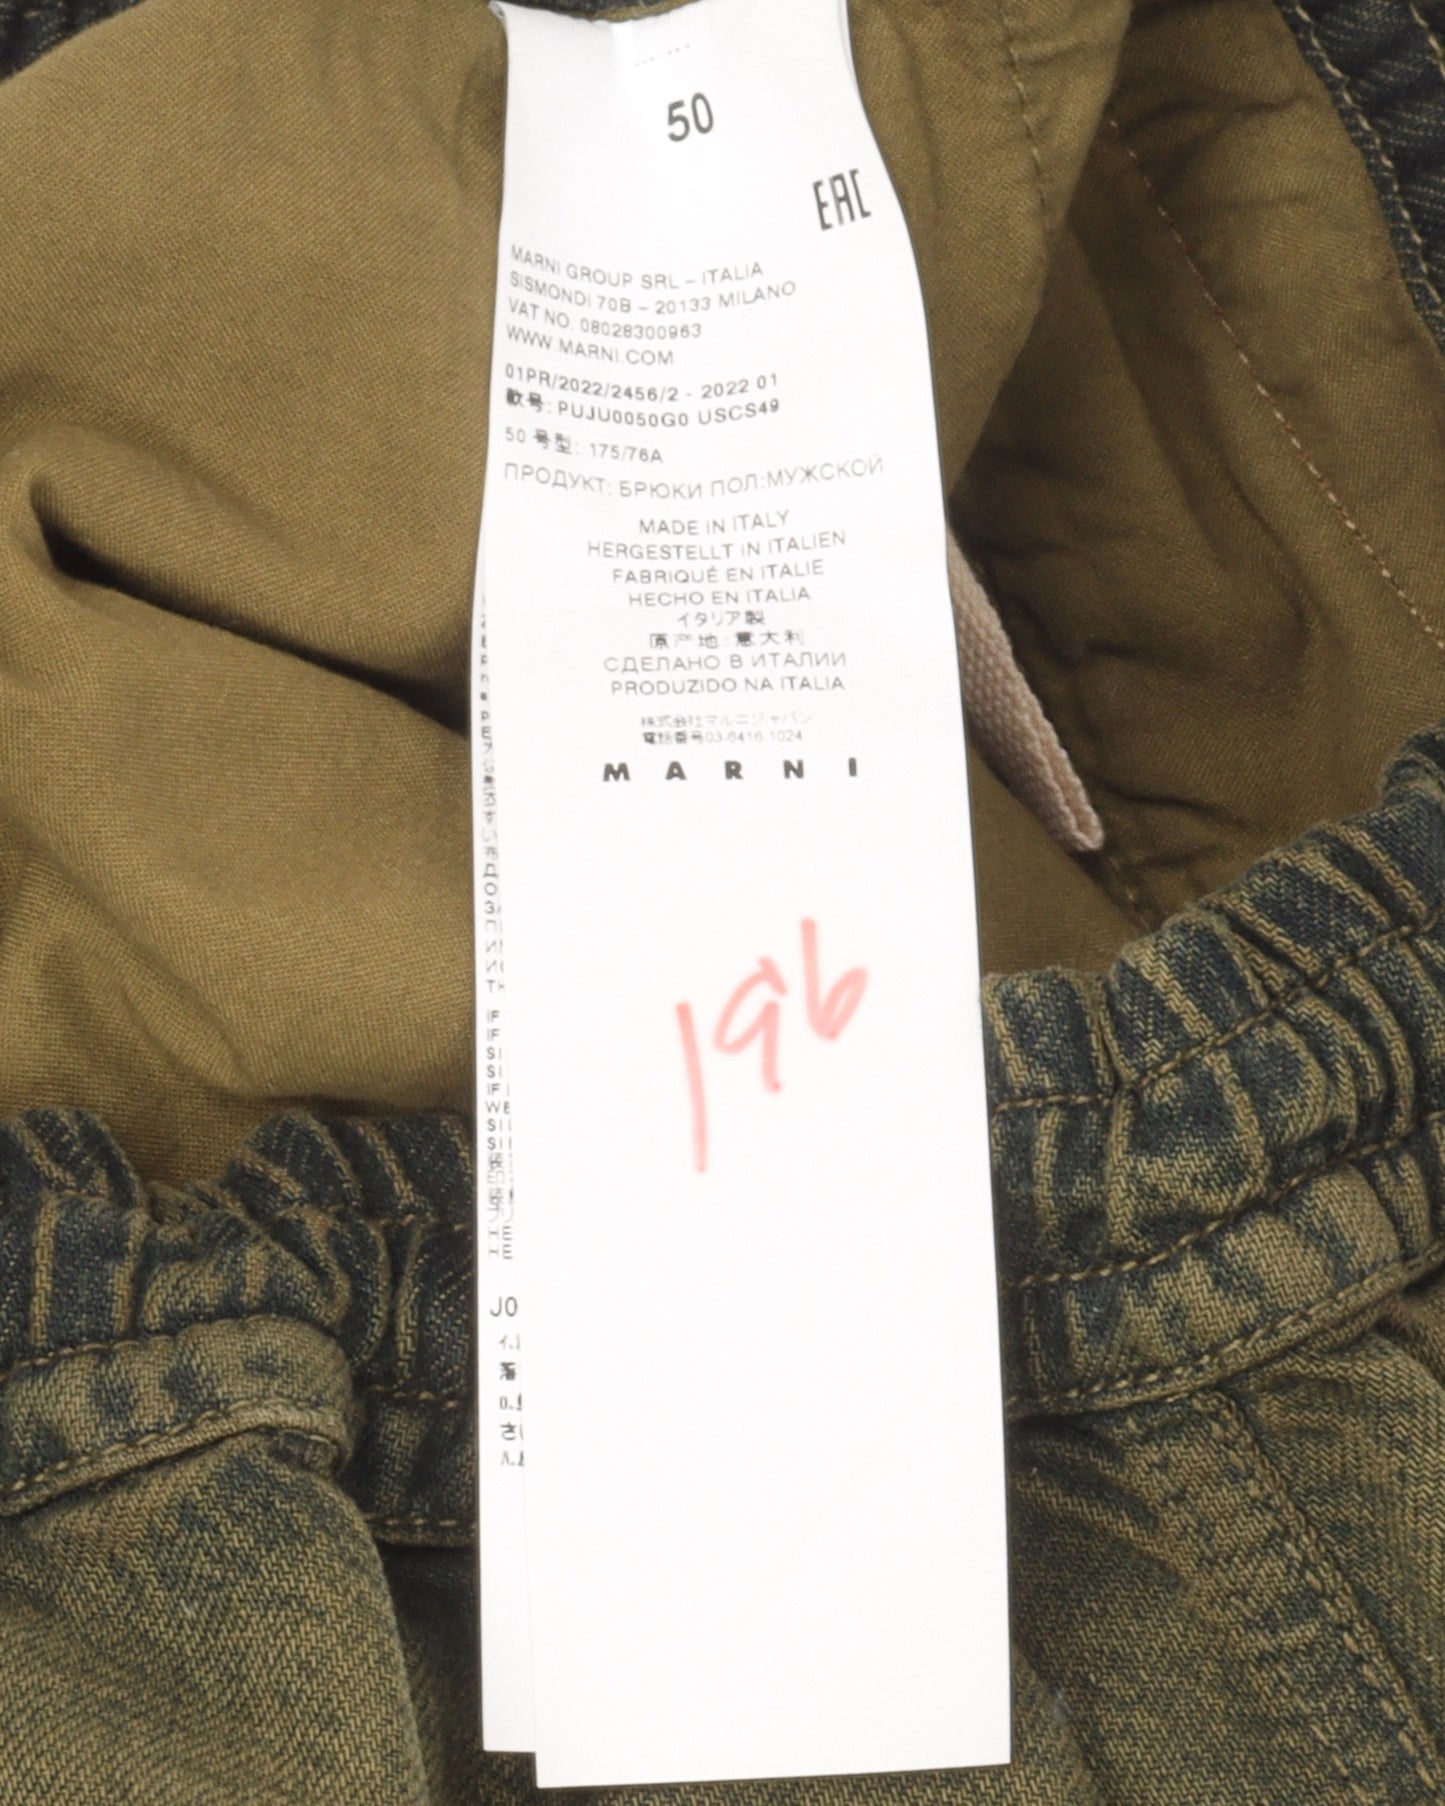 50
EAC
MARNI GROUP SRL – ITALIA
SISMONDI 70B – 20133 MILANO
VAT NO. 08028300963
WWW.MARNI.COM
01PR/2022/2456/2 - 2022 01
款号: PUJU0050G0 USCS49
50 号型: 175/76A
ПРОДУКТ: БРЮКИ ПОЛ:МУЖСКОЙ
MADE IN ITALY
HERGESTELLT IN ITALIEN
FABRIQUÉ EN ITALIE
HECHO EN ITALIA
イタリア製
原产地:意大利
СДЕЛАНО В ИТАЛИИ
PRODUZIDO NA ITALIA
株式会社マルニジャパン
電話番号03-6416-1024
MARNI
196
JO